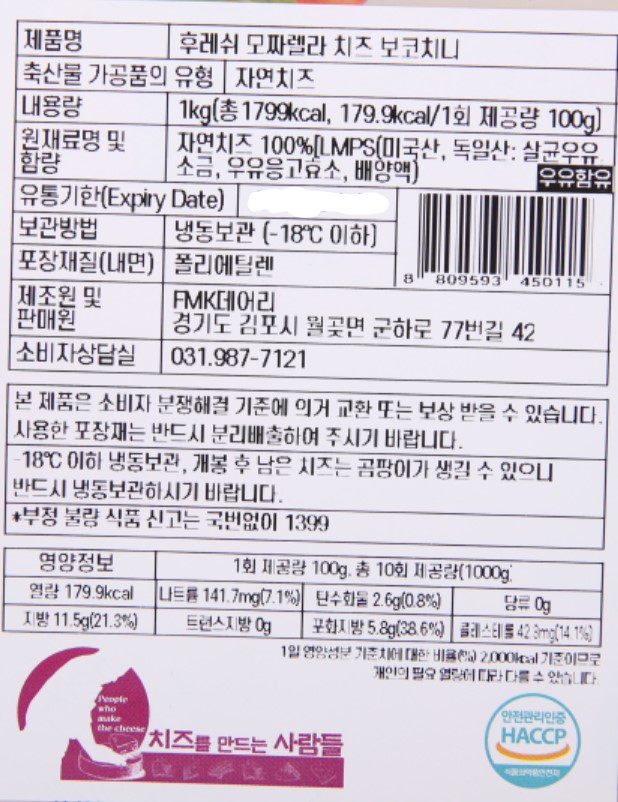 제품명 후레쉬 모짜렐라 치즈 보코치니
축산물 가공품의 유형 자연치즈
내용량 1kg(총1799kcal, 179.9kcal/1회 제공량 100g)
원재료명 및 함량 자연치즈 100%[LMPS(미국산, 독일산: 살균우유
소금, 우유응고효소, 배양액)
우유함유
유통기한(Expiry Date)
보관방법 냉동보관 (-18℃ 이하)
포장재질(내면) 폴리에틸렌
8 809593 450115
제조원 및 판매원 FMK데어리
경기도 김포시 월곶면 군하로 77번길 42
소비자상담실 031.987-7121
본 제품은 소비자 분쟁해결 기준에 의거 교환 또는 보상 받을 수 있습니다.
사용한 포장재는 반드시 분리배출하여 주시기 바랍니다.
-18℃ 이하 냉동보관, 개봉 후 남은 치즈는 곰팡이가 생길 수 있으니
반드시 냉동보관하시기 바랍니다.
*부정 불량 식품 신고는 국번없이 1399
영양정보 1회 제공량 100g, 총 10회 제공량(1000g)
열량 179.9kcal 나트륨 141.7mg(7.1%) 탄수화물 2.6g(0.8%) 당류 0g
지방 11.5g(21.3%) 트랜스지방 0g 포화지방 5.8g(38.6%) 콜레스테롤 42.3mg(14.1%)
1일 영양성분 기준치에 대한 비율(%) 2,000kcal 기준이므로
개인의 필요 열량에 따라 다를 수 있습니다.
People
who
make
the cheese
치즈를 만드는 사람들
안전관리인증
HACCP
식품의약품안전처